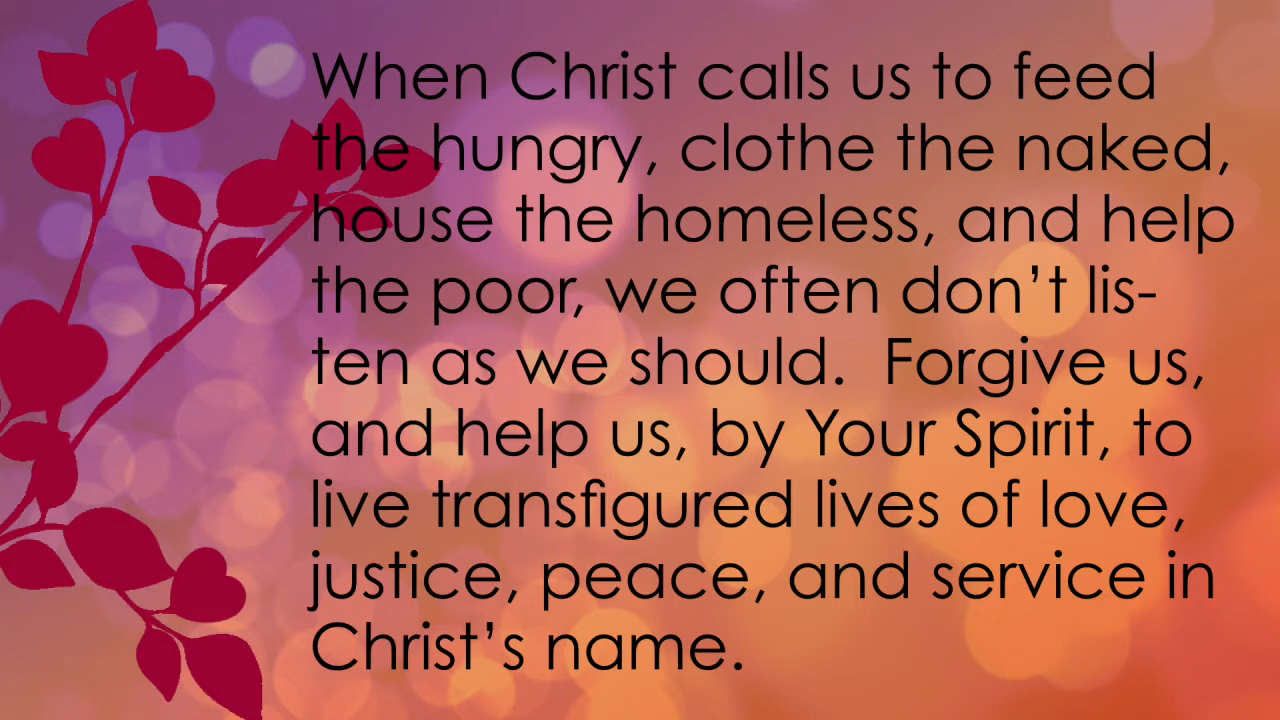 When Christ calls us to feed
the hungry, clothe the naked,
house the homeless, and help
the poor, we often don’t lis-
ten as we should.  Forgive us,
and help us, by Your Spirit, to
live transfigured lives of love,
justice, peace, and service in
Christ’s name.